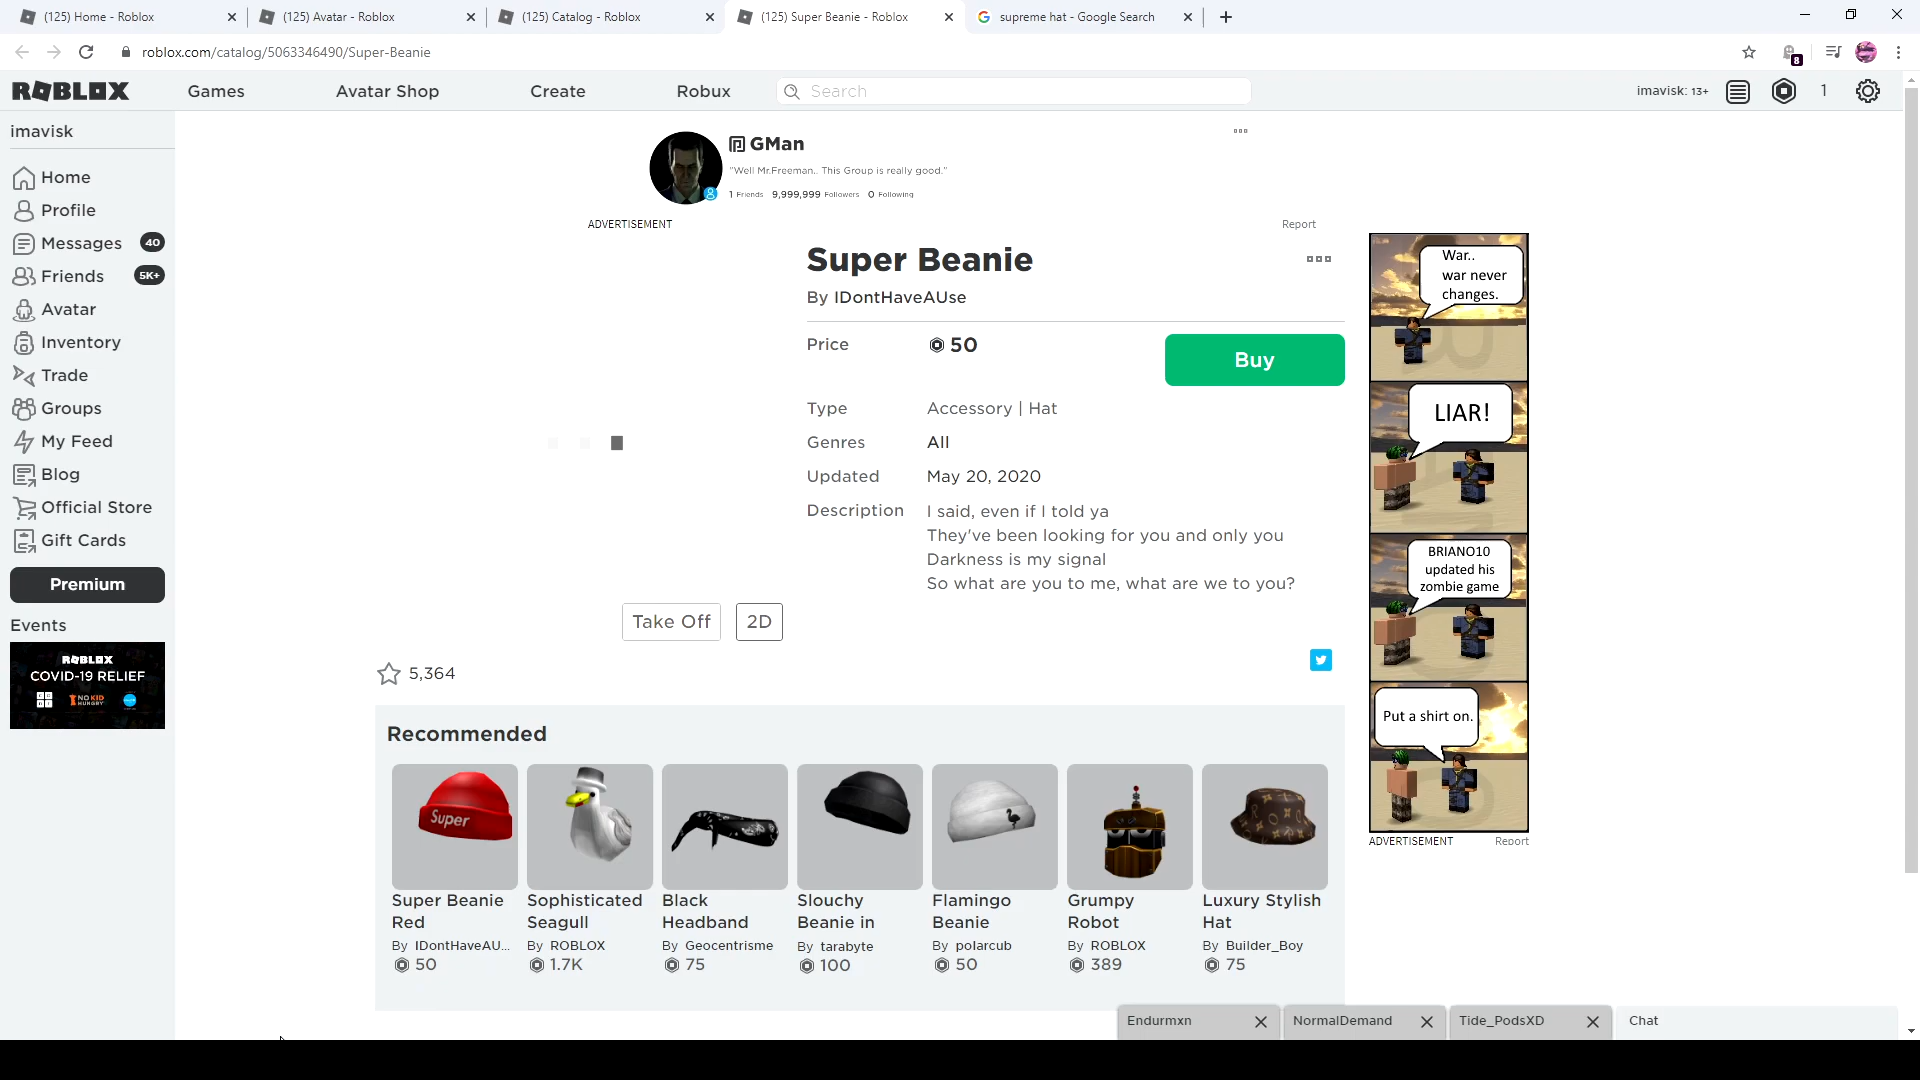 (125) Home - Roblox
(125) Avatar - Roblox
(125) Catalog - Roblox
(125) Super Beanie - Roblox
supreme hat - Google Search
roblox.com/catalog/5063346490/Super-Beanie
8
ROBLOX
Games
Avatar Shop
Create
Robux
Search
imavisk: 13+
1
imavisk
Home
Profile
Messages 40
Friends 5K+
Avatar
Inventory
Trade
Groups
My Feed
Blog
Official Store
Gift Cards
Premium
Events
ROBLOX
COVID-19 RELIEF
NO KID
HUNGRY
GMan
"Well Mr.Freeman.. This Group is really good."
1 Friends 9,999,999 Followers 0 Following
ADVERTISEMENT
Report
Super Beanie
By IDontHaveAUse
Price 50
Buy
Type Accessory | Hat
Genres All
Updated May 20, 2020
Description I said, even if I told ya
They've been looking for you and only you
Darkness is my signal
So what are you to me, what are we to you?
Take Off
2D
5,364
War..
war never
changes.
LIAR!
BRIANO10
updated his
zombie game
Put a shirt on.
ADVERTISEMENT
Report
Recommended
Super
Super Beanie
Red
By IDontHaveAU...
50
Sophisticated
Seagull
By ROBLOX
1.7K
Black
Headband
By Geocentrisme
75
Slouchy
Beanie in
By tarabyte
100
Flamingo
Beanie
By polarcub
50
Grumpy
Robot
By ROBLOX
389
Luxury Stylish
Hat
By Builder_Boy
75
Endurmxn
NormalDemand
Tide_PodsXD
Chat